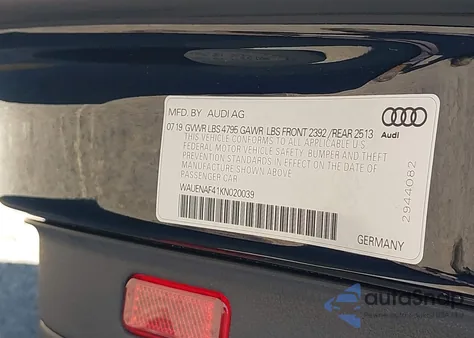 MFD. BY AUDI AG
07.19 GVWR LBS 4795 GAWR LBS FRONT 2392 /REAR 2513
THIS VEHICLE CONFORMS TO ALL APPLICABLE U.S.
FEDERAL MOTOR VEHICLE SAFETY, BUMPER AND THEFT
PREVENTION STANDARDS IN EFFECT ON THE DATE OF
MANUFACTURE SHOWN ABOVE.
PASSENGER CAR
WAUENAF41KN020039
Audi
2944082
GERMANY
autoSnap